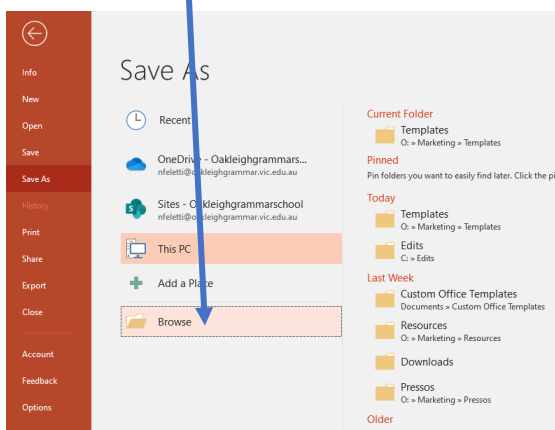 Info
New
Open
Save
Save As
History
Print
Share
Export
Close
Account
Feedback
Options
Save As
Recent
OneDrive - Oakleighgrammars...
nfeletti@oakleighgrammar.vic.edu.au
Sites - Oakleighgrammarschool
nfeletti@oakleighgrammar.vic.edu.au
This PC
Add a Place
Browse
Current Folder
Templates
O: » Marketing » Templates
Pinned
Pin folders you want to easily find later. Click the pi
Today
Templates
O: » Marketing » Templates
Edits
C: » Edits
Last Week
Custom Office Templates
Documents » Custom Office Templates
Resources
O: » Marketing » Resources
Downloads
Pressos
O: » Marketing » Pressos
Older